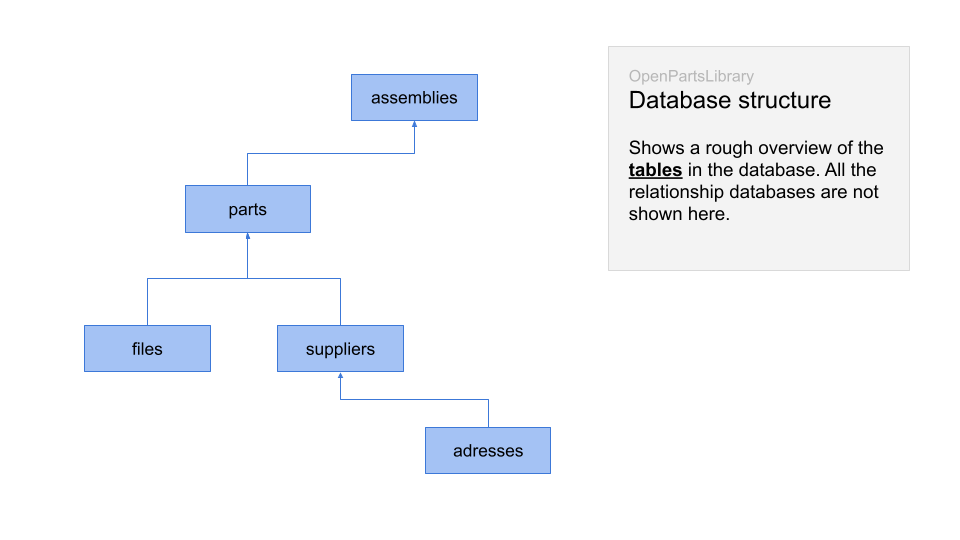 assemblies
parts
files
suppliers
adresses
OpenPartsLibrary
Database structure
Shows a rough overview of the
tables in the database. All the
relationship databases are not
shown here.